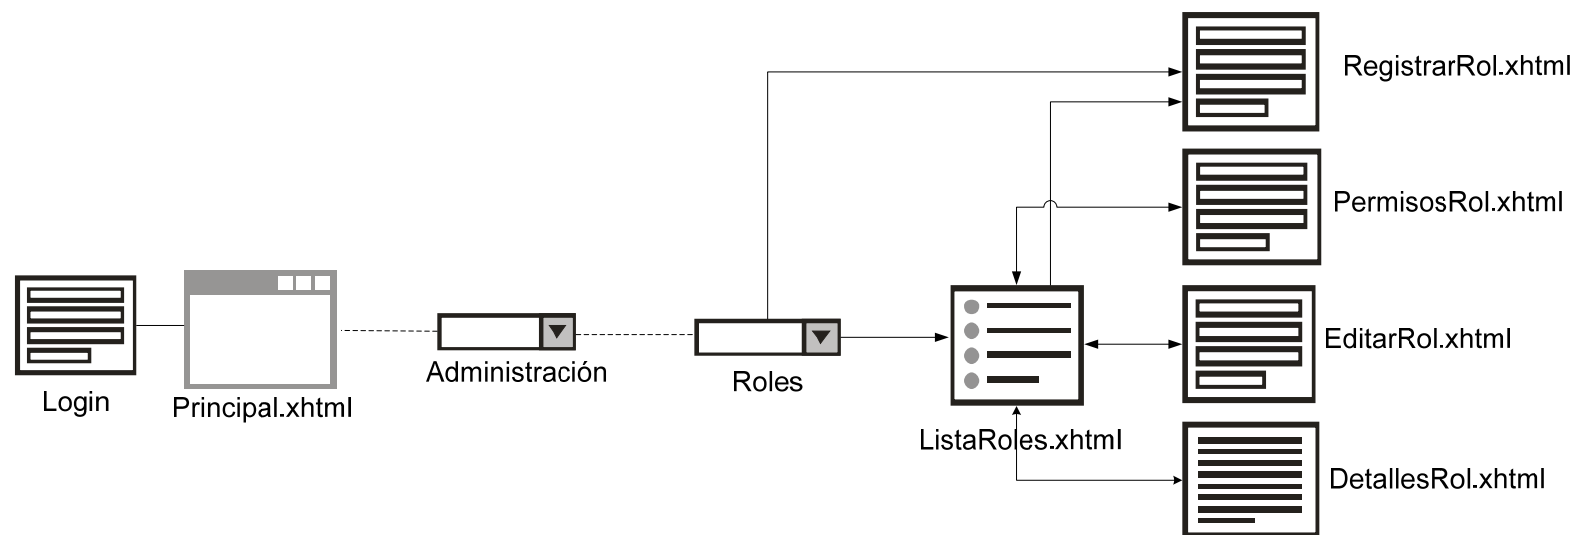 RegistrarRol.xhtml
PermisosRol.xhtml
EditarRol.xhtml
Administración
Roles
Login
Principal.xhtml
ListaRoles.xhtml
DetallesRol.xhtml